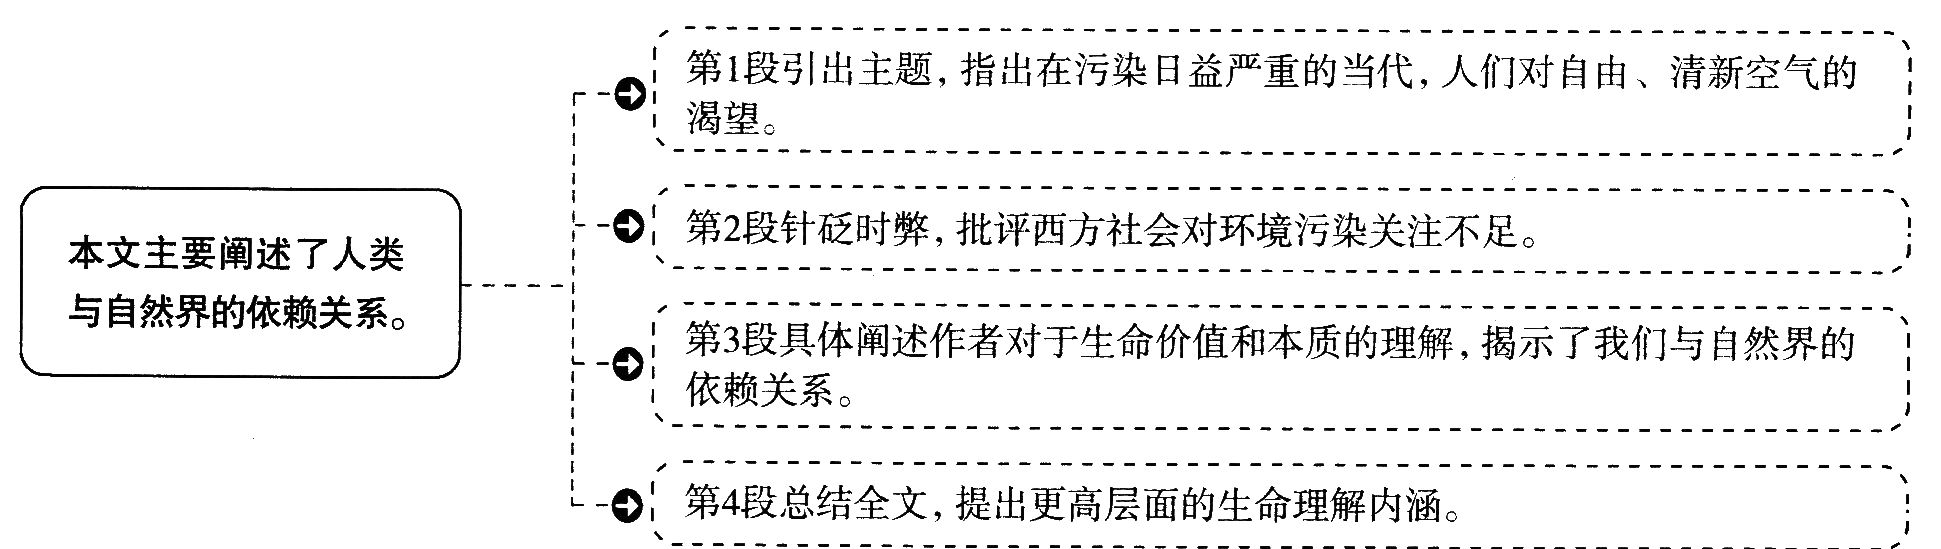 本文主要阐述了人类
与自然界的依赖关系。
第1段引出主题，指出在污染日益严重的当代，人们对自由、清新空气的
渴望。
第2段针砭时弊，批评西方社会对环境污染关注不足。
第3段具体阐述作者对于生命价值和本质的理解，揭示了我们与自然界的
依赖关系。
第4段总结全文，提出更高层面的生命理解内涵。